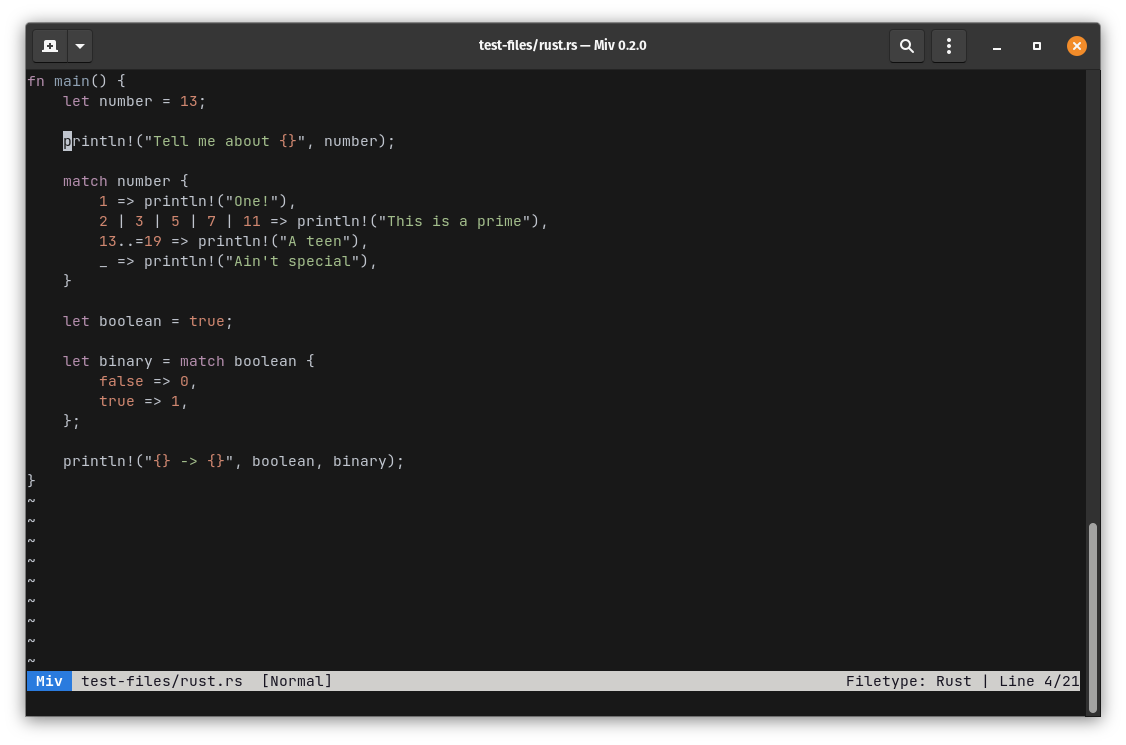 test-files/rust.rs — Miv 0.2.0
fn main() {
    let number = 13;

    println!("Tell me about {}", number);

    match number {
        1 => println!("One!"),
        2 | 3 | 5 | 7 | 11 => println!("This is a prime"),
        13..=19 => println!("A teen"),
        _ => println!("Ain't special"),
    }

    let boolean = true;

    let binary = match boolean {
        false => 0,
        true => 1,
    };

    println!("{} -> {}", boolean, binary);
}
~
~
~
~
~
~
~
~
~
Miv test-files/rust.rs  [Normal] Filetype: Rust | Line 4/21